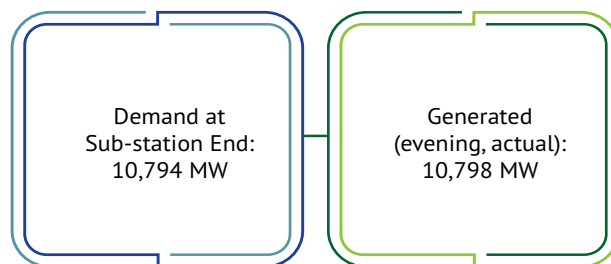 Demand at
Sub-station End:
10,794 MW
Generated
(evening, actual):
10,798 MW